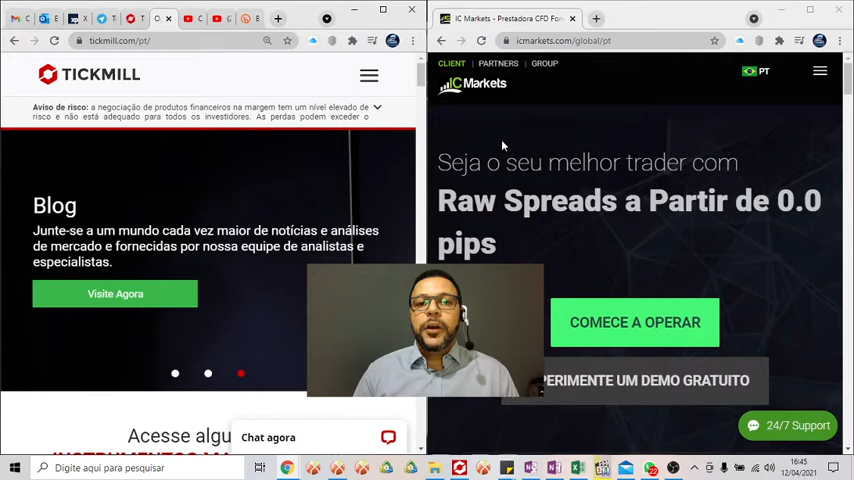 tickmill.com/pt/
TICKMILL
Aviso de risco: a negociação de produtos financeiros na margem tem um nível elevado de
risco e não está adequado para todos os investidores. As perdas podem exceder o
Blog
Junte-se a um mundo cada vez maior de notícias e análises
de mercado e fornecidas por nossa equipe de analistas e
especialistas.
Visite Agora
Acesse algu
Chat agora
IC Markets - Prestadora CFD For
icmarkets.com/global/pt
CLIENT | PARTNERS | GROUP
IC Markets
PT
Seja o seu melhor trader com
Raw Spreads a Partir de 0.0
pips
COMECE A OPERAR
PERIMENTE UM DEMO GRATUITO
24/7 Support
Digite aqui para pesquisar
16:45
12/04/2021